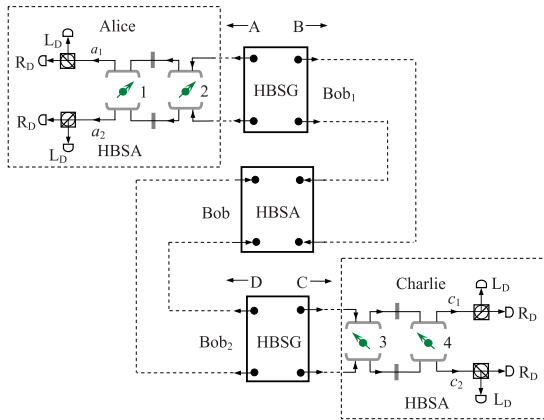 Alice
A B
L_D
a_1
R_D
1 2
HBSG
Bob_1
R_D
a_2
L_D
HBSA
Bob
HBSA
D C
Charlie
L_D
c_1
R_D
Bob_2
HBSG
3 4
R_D
c_2
L_D
HBSA